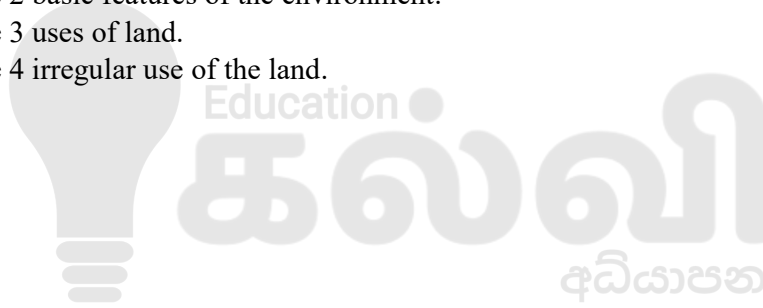 2 basic features of the environment.
3 uses of land.
4 irregular use of the land.
Education
கல்வி
අධ්‍යාපන